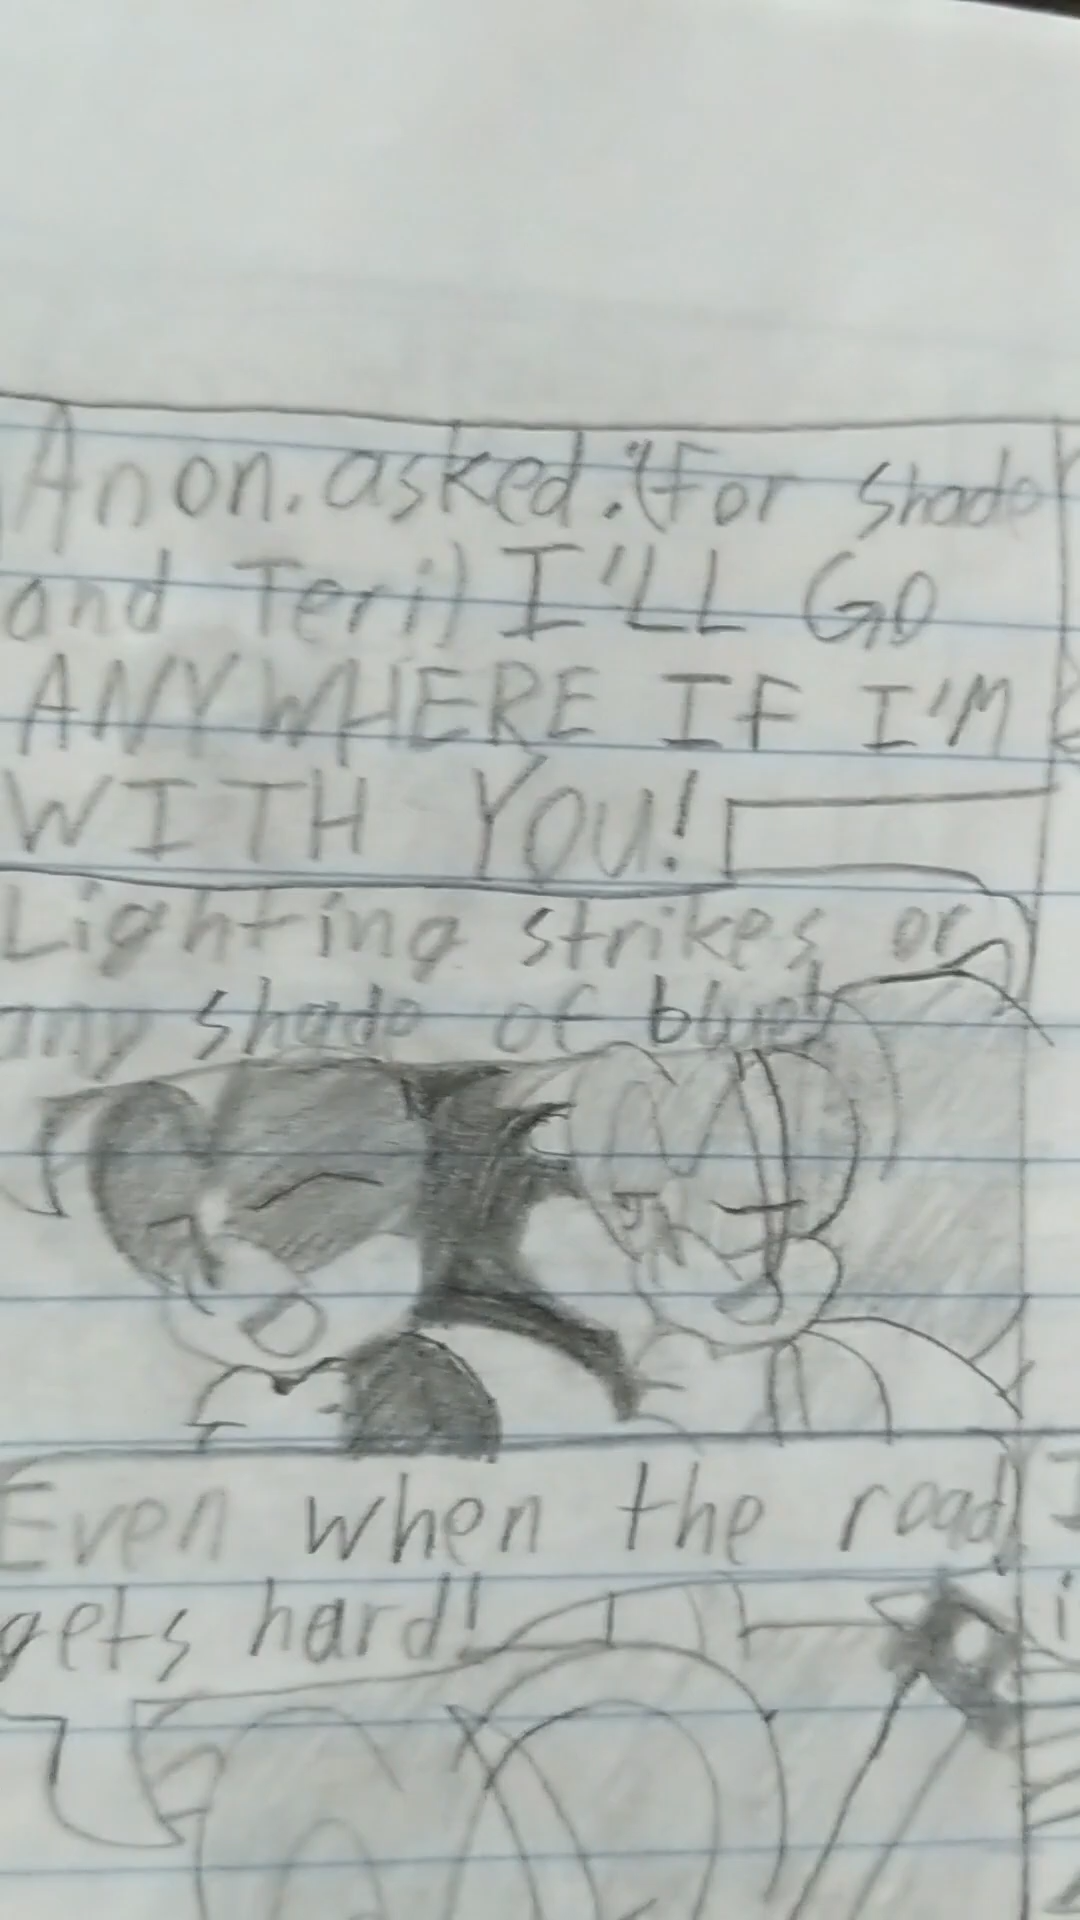 Anon. asked: (for Shade
and Teri) I'LL GO
ANYWHERE IF I'M
WITH YOU!
Lighting strikes or
any shade of blue!
Even when the road
gets hard!